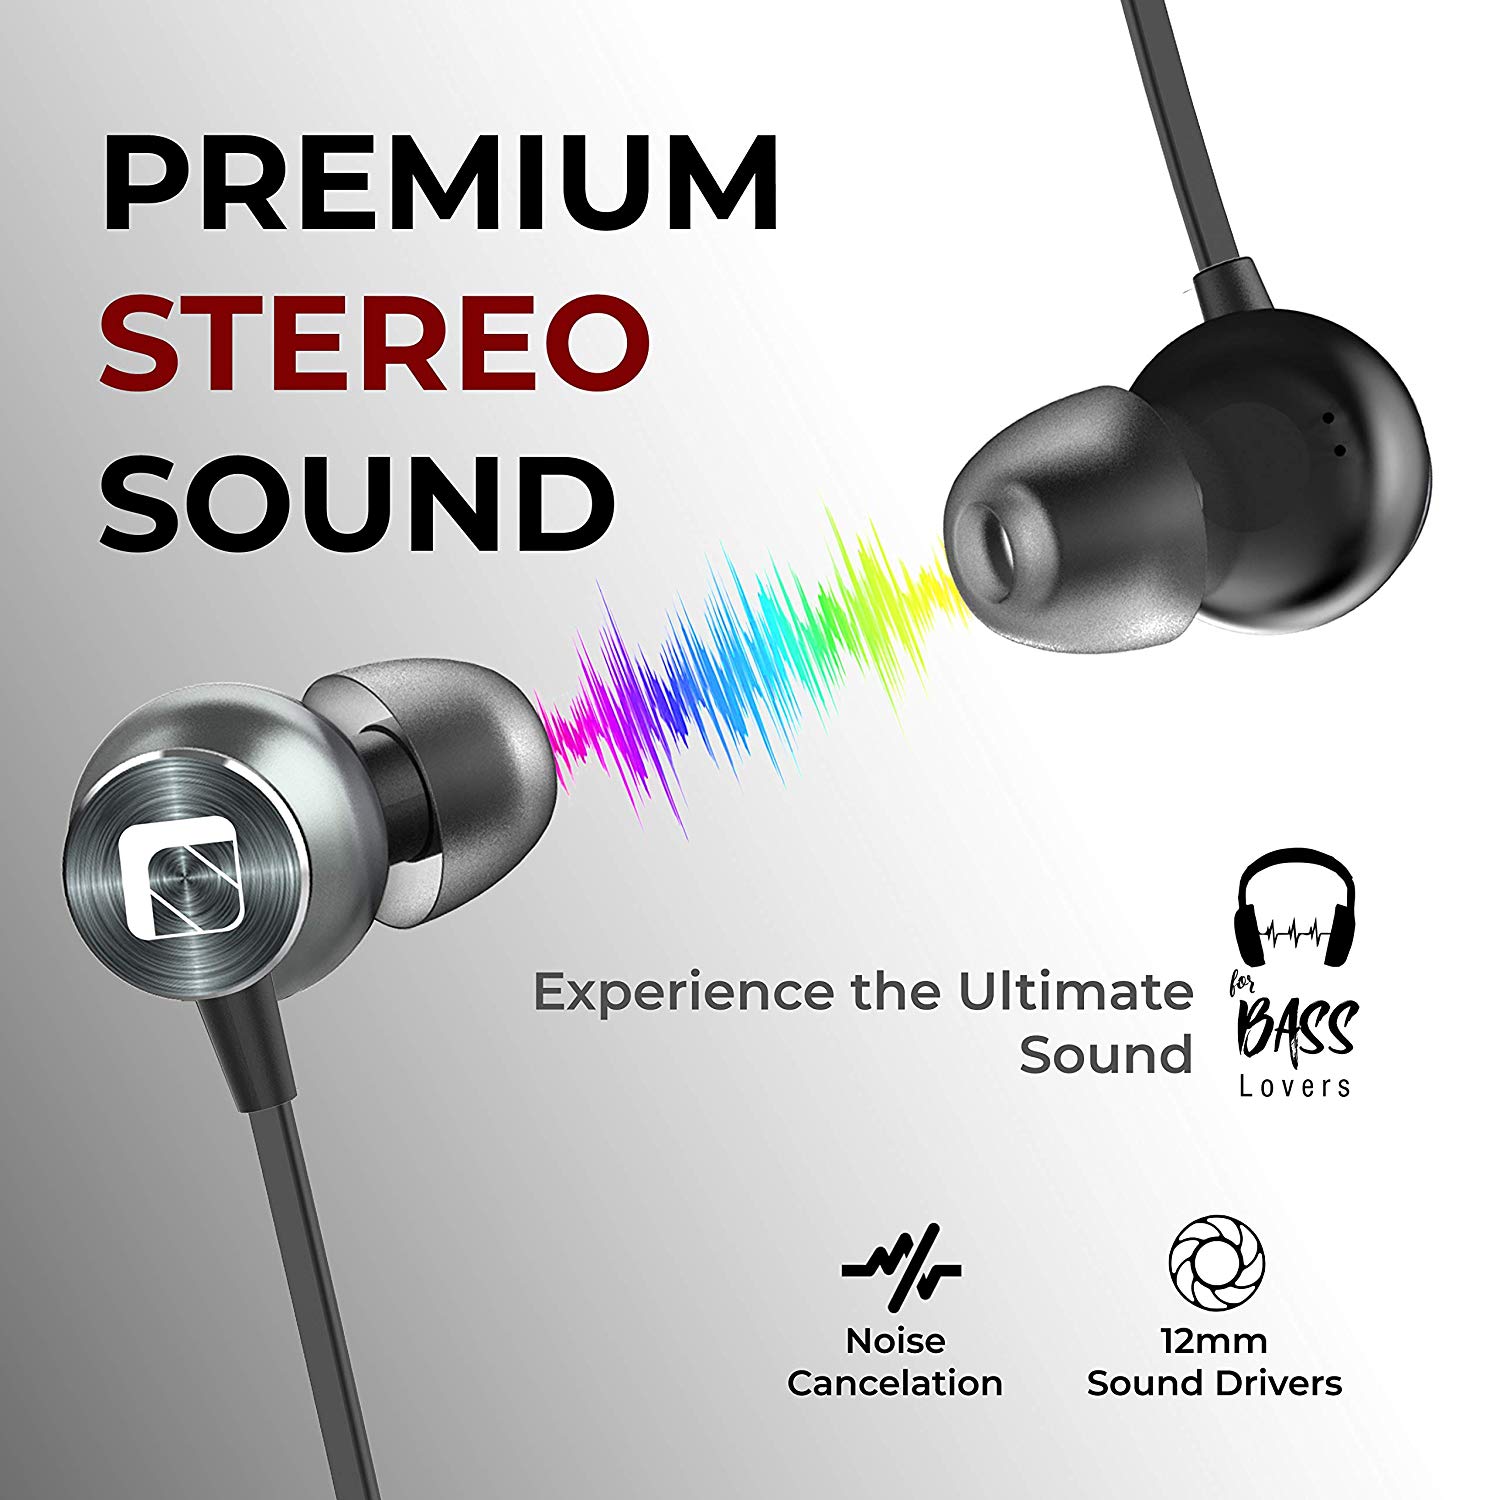 PREMIUM
STEREO
SOUND
Experience the Ultimate
Sound
for
BASS
Lovers
Noise
Cancelation
12mm
Sound Drivers